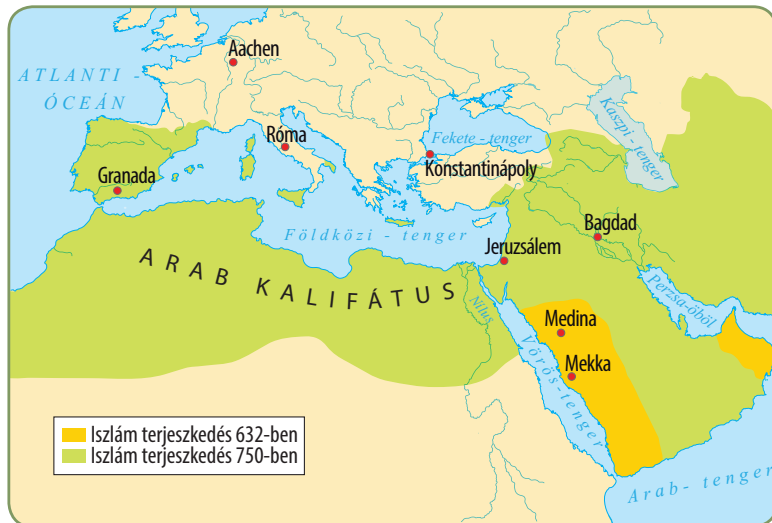 Aachen
ATLANTI -
ÓCEÁN
Róma
Fekete - tenger
Kaszpi - tenger
Konstantinápoly
Granada
Bagdad
Földközi - tenger
Jeruzsálem
ARAB KALIFÁTUS
Nílus
Perzsa-öböl
Medina
Vörös-tenger
Mekka
Iszlám terjeszkedés 632-ben
Iszlám terjeszkedés 750-ben
Arab- tenger